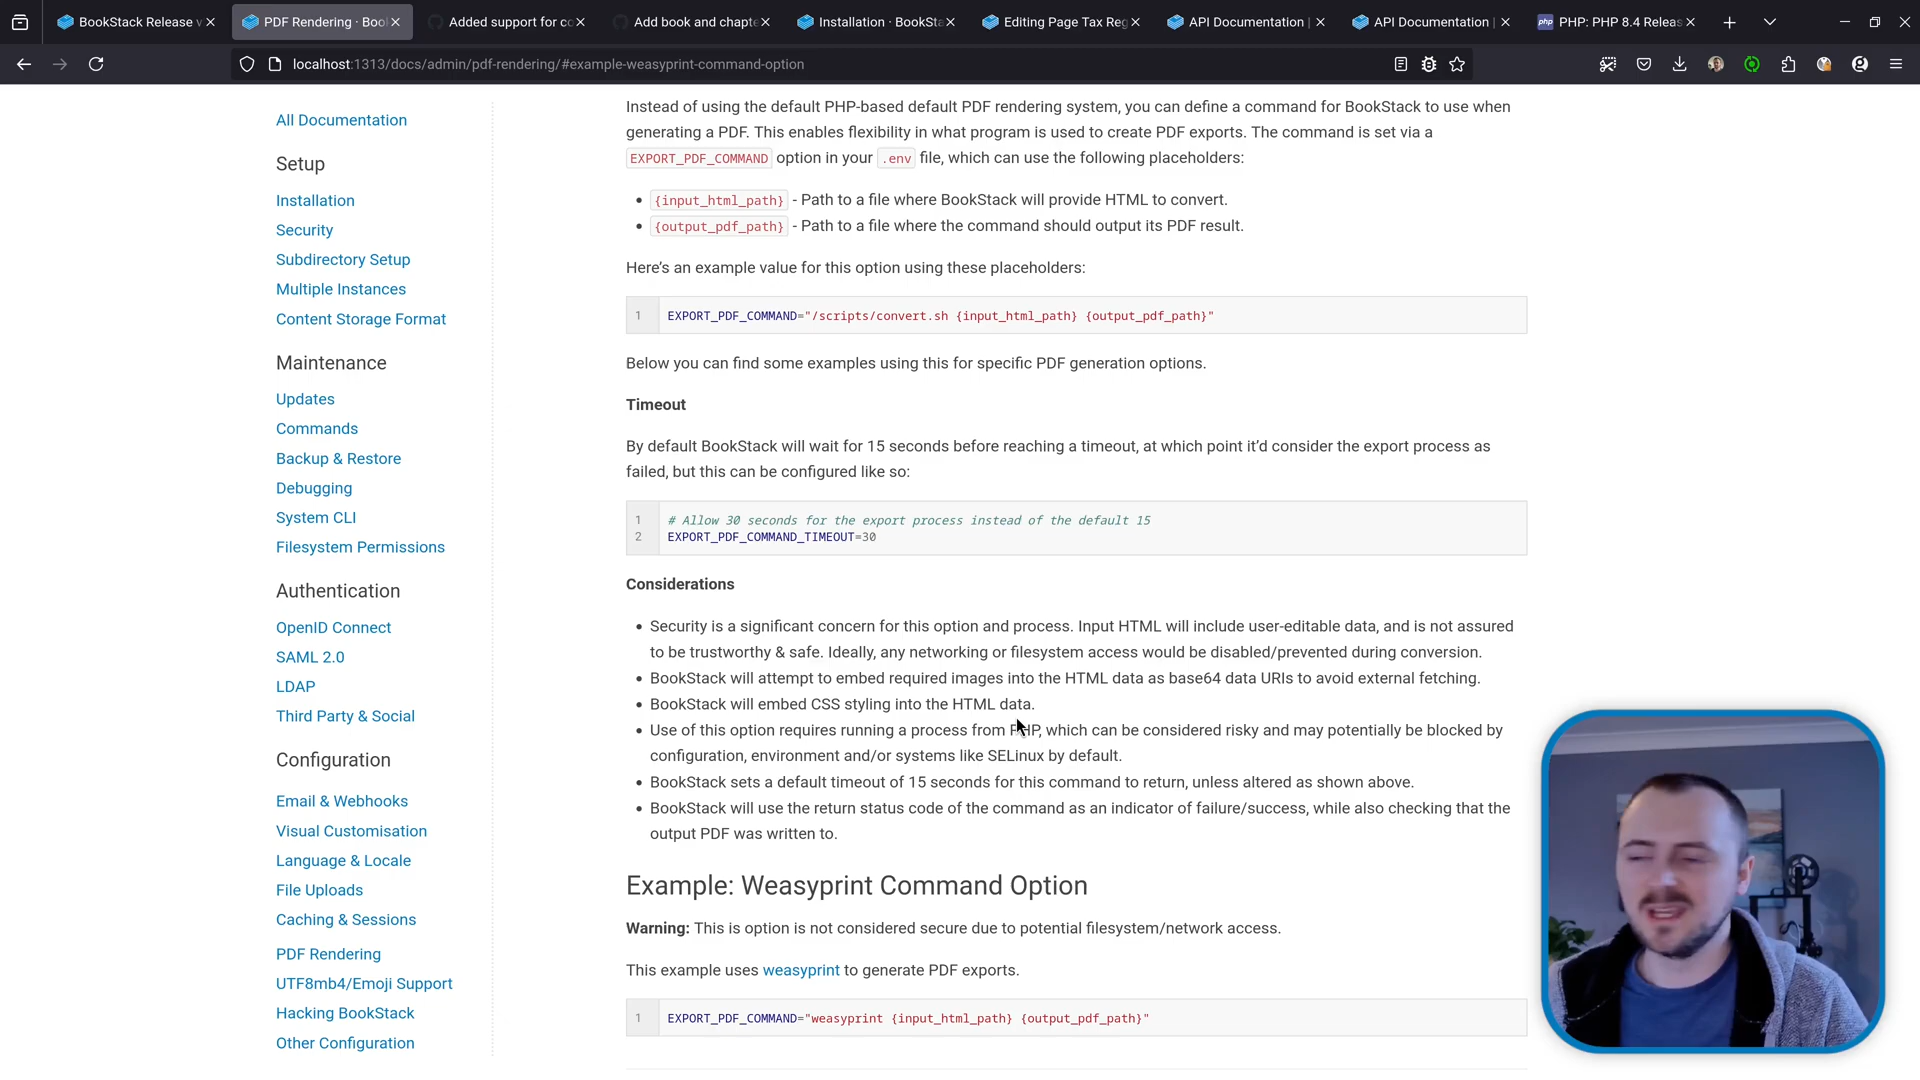 BookStack Release v
PDF Rendering · Boo
Added support for co
Add book and chapte
Installation · BookSta
Editing Page Tax Reg
API Documentation |
API Documentation |
PHP: PHP 8.4 Releas
localhost:1313/docs/admin/pdf-rendering/#example-weasyprint-command-option
All Documentation
Setup
Installation
Security
Subdirectory Setup
Multiple Instances
Content Storage Format
Maintenance
Updates
Commands
Backup & Restore
Debugging
System CLI
Filesystem Permissions
Authentication
OpenID Connect
SAML 2.0
LDAP
Third Party & Social
Configuration
Email & Webhooks
Visual Customisation
Language & Locale
File Uploads
Caching & Sessions
PDF Rendering
UTF8mb4/Emoji Support
Hacking BookStack
Other Configuration
Instead of using the default PHP-based default PDF rendering system, you can define a command for BookStack to use when
generating a PDF. This enables flexibility in what program is used to create PDF exports. The command is set via a
EXPORT_PDF_COMMAND option in your .env file, which can use the following placeholders:
• {input_html_path} - Path to a file where BookStack will provide HTML to convert.
• {output_pdf_path} - Path to a file where the command should output its PDF result.
Here's an example value for this option using these placeholders:
1 EXPORT_PDF_COMMAND="/scripts/convert.sh {input_html_path} {output_pdf_path}"
Below you can find some examples using this for specific PDF generation options.
Timeout
By default BookStack will wait for 15 seconds before reaching a timeout, at which point it'd consider the export process as
failed, but this can be configured like so:
1 # Allow 30 seconds for the export process instead of the default 15
2 EXPORT_PDF_COMMAND_TIMEOUT=30
Considerations
• Security is a significant concern for this option and process. Input HTML will include user-editable data, and is not assured
to be trustworthy & safe. Ideally, any networking or filesystem access would be disabled/prevented during conversion.
• BookStack will attempt to embed required images into the HTML data as base64 data URIs to avoid external fetching.
• BookStack will embed CSS styling into the HTML data.
• Use of this option requires running a process from PHP, which can be considered risky and may potentially be blocked by
configuration, environment and/or systems like SELinux by default.
• BookStack sets a default timeout of 15 seconds for this command to return, unless altered as shown above.
• BookStack will use the return status code of the command as an indicator of failure/success, while also checking that the
output PDF was written to.
Example: Weasyprint Command Option
Warning: This is option is not considered secure due to potential filesystem/network access.
This example uses weasyprint to generate PDF exports.
1 EXPORT_PDF_COMMAND="weasyprint {input_html_path} {output_pdf_path}"